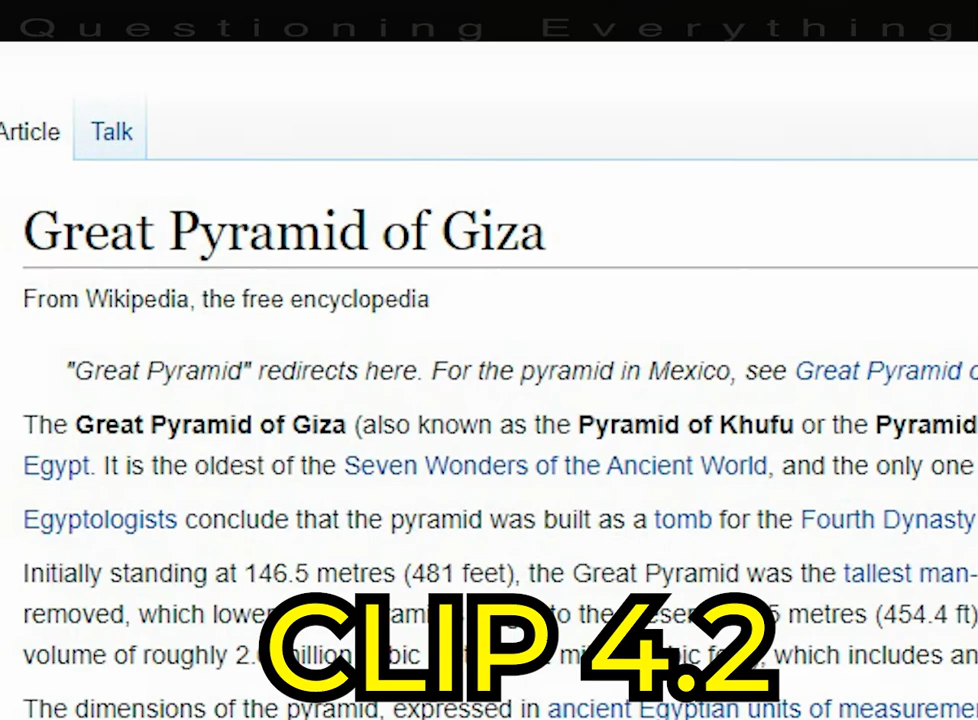 Questioning Everything
Article Talk
Great Pyramid of Giza
From Wikipedia, the free encyclopedia
"Great Pyramid" redirects here. For the pyramid in Mexico, see Great Pyramid
The Great Pyramid of Giza (also known as the Pyramid of Khufu or the Pyramid
Egypt. It is the oldest of the Seven Wonders of the Ancient World, and the only one
Egyptologists conclude that the pyramid was built as a tomb for the Fourth Dynasty
Initially standing at 146.5 metres (481 feet), the Great Pyramid was the tallest man-
removed, which the metres (454.4 ft)
volume of roughly which includes an
CLIP 4.2
The dimensions of the pyramid, expressed in ancient Egyptian units of